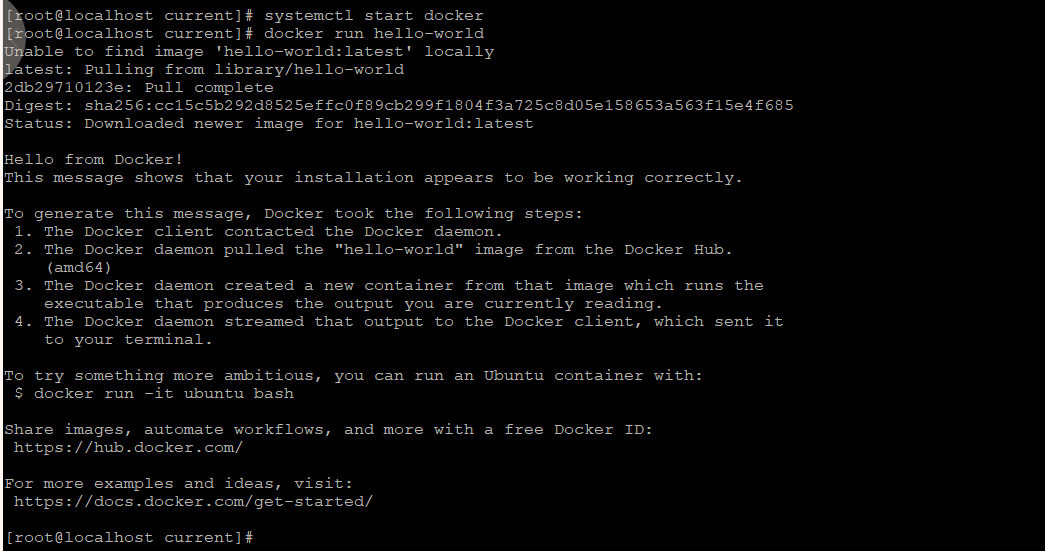 [root@localhost current]# systemctl start docker
[root@localhost current]# docker run hello-world
Unable to find image 'hello-world:latest' locally
latest: Pulling from library/hello-world
2db29710123e: Pull complete
Digest: sha256:cc15c5b292d8525effc0f89cb299f1804f3a725c8d05e158653a563f15e4f685
Status: Downloaded newer image for hello-world:latest
Hello from Docker!
This message shows that your installation appears to be working correctly.
To generate this message, Docker took the following steps:
1. The Docker client contacted the Docker daemon.
2. The Docker daemon pulled the "hello-world" image from the Docker Hub.
(amd64)
3. The Docker daemon created a new container from that image which runs the
executable that produces the output you are currently reading.
4. The Docker daemon streamed that output to the Docker client, which sent it
to your terminal.
To try something more ambitious, you can run an Ubuntu container with:
$ docker run -it ubuntu bash
Share images, automate workflows, and more with a free Docker ID:
https://hub.docker.com/
For more examples and ideas, visit:
https://docs.docker.com/get-started/
[root@localhost current]#